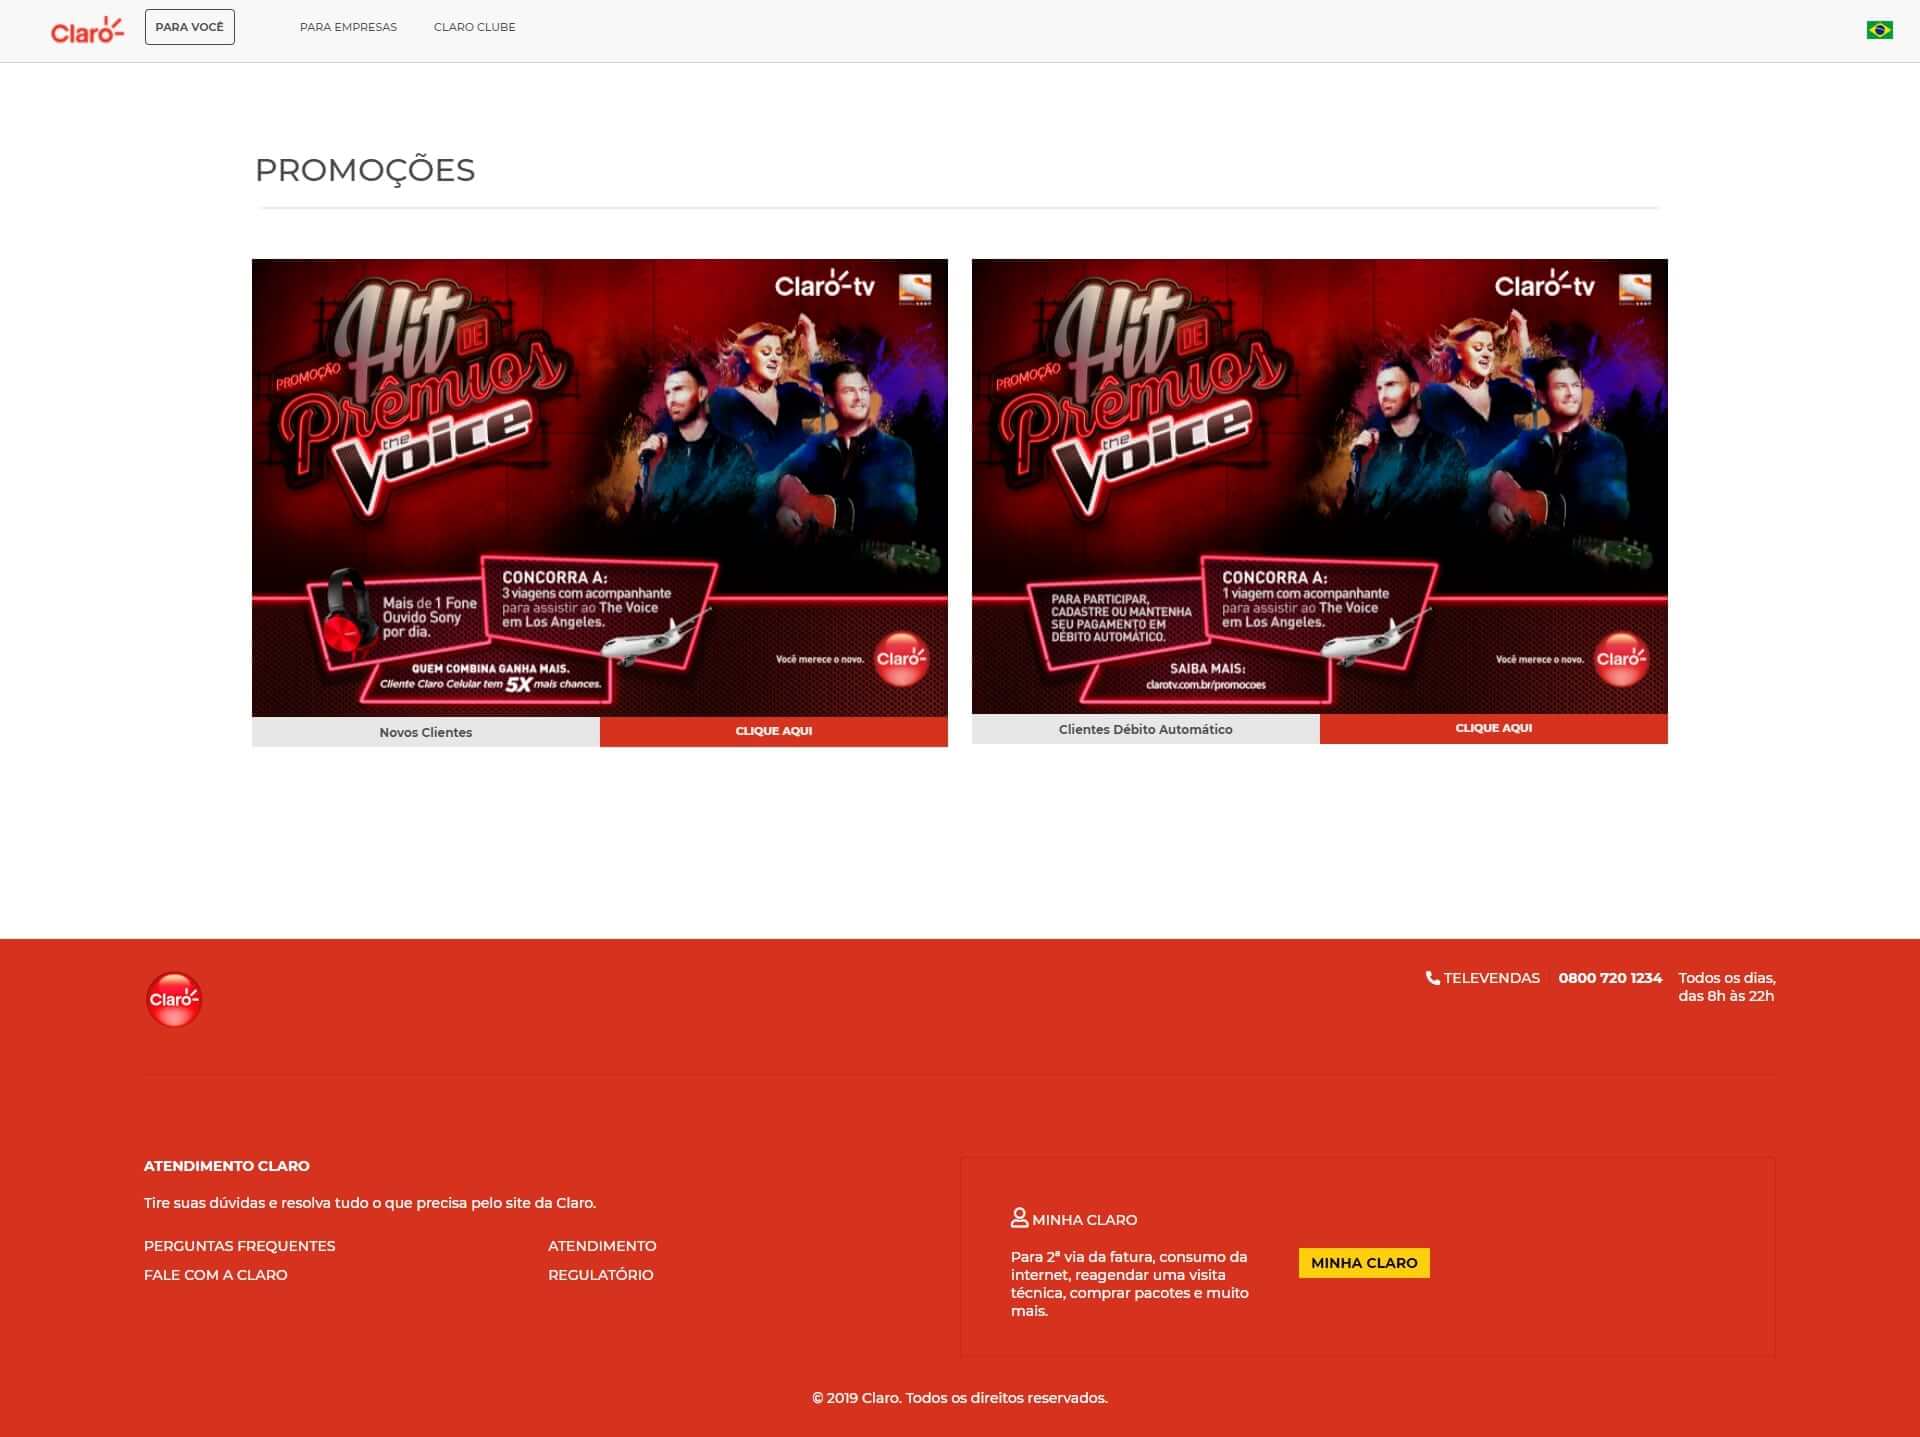 Claro
PARA VOCÊ
PARA EMPRESAS
CLARO CLUBE
PROMOÇÕES
Claro tv
PROMOÇÃO
Hit DE
Prêmios
the
Voice
Mais de 1 Fone
Ouvido Sony
por dia.
CONCORRA A:
3 viagens com acompanhante
para assistir ao The Voice
em Los Angeles.
QUEM COMBINA GANHA MAIS.
Cliente Claro Celular tem 5X mais chances.
Você merece o novo.
Claro
Novos Clientes
CLIQUE AQUI
Claro tv
PROMOÇÃO
Hit DE
Prêmios
the
Voice
PARA PARTICIPAR,
CADASTRE OU MANTENHA
SEU PAGAMENTO EM
DÉBITO AUTOMÁTICO.
CONCORRA A:
1 viagem com acompanhante
para assistir ao The Voice
em Los Angeles.
SAIBA MAIS:
clarotv.com.br/promocoes
Você merece o novo.
Claro
Clientes Débito Automático
CLIQUE AQUI
Claro
TELEVENDAS
0800 720 1234
Todos os dias,
das 8h às 22h
ATENDIMENTO CLARO
Tire suas dúvidas e resolva tudo o que precisa pelo site da Claro.
PERGUNTAS FREQUENTES
ATENDIMENTO
FALE COM A CLARO
REGULATÓRIO
MINHA CLARO
Para 2ª via da fatura, consumo da
internet, reagendar uma visita
técnica, comprar pacotes e muito
mais.
MINHA CLARO
© 2019 Claro. Todos os direitos reservados.